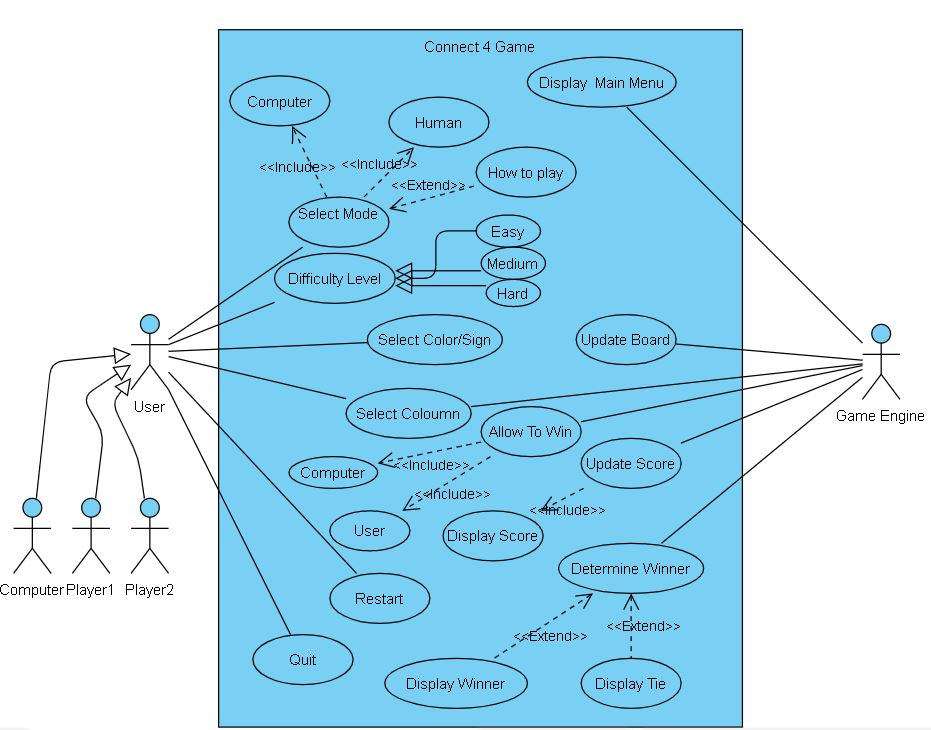 Connect 4 Game
Display  Main Menu
Computer
Human
<<Include>>
<<Include>>
How to play
<<Extend>>
Select Mode
Easy
Medium
Difficulty Level
Hard
Select Color/Sign
Update Board
User
Game Engine
Select Coloumn
Allow To Win
Computer
<<Include>>
Update Score
<<Include>>
<<Include>>
User
Display Score
Computer
Player1
Player2
Determine Winner
Restart
<<Extend>>
<<Extend>>
Quit
Display Winner
Display Tie